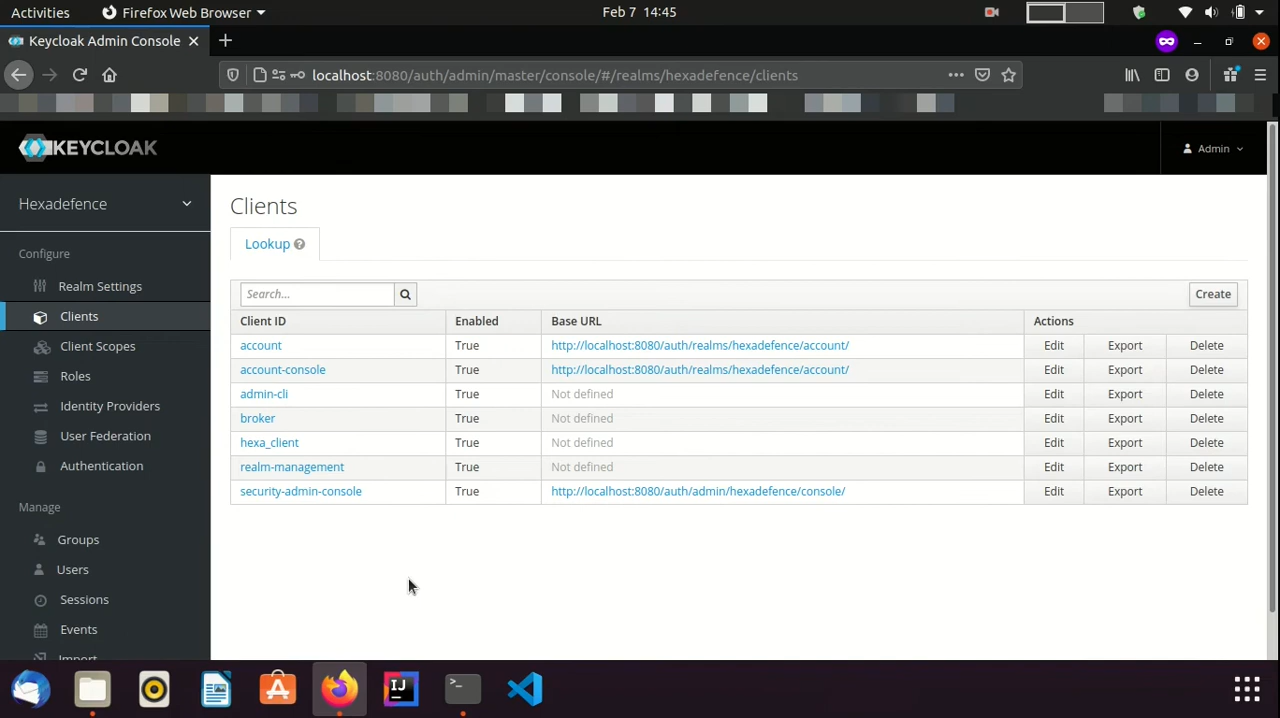 Activities Firefox Web Browser Feb 7 14:45
Keycloak Admin Console
localhost:8080/auth/admin/master/console/#/realms/hexadefence/clients
KEYCLOAK Admin
Hexadefence
Configure
Realm Settings
Clients
Client Scopes
Roles
Identity Providers
User Federation
Authentication
Manage
Groups
Users
Sessions
Events
Import
Clients
Lookup
Search... Create
Client ID Enabled Base URL Actions
account True http://localhost:8080/auth/realms/hexadefence/account/ Edit Export Delete
account-console True http://localhost:8080/auth/realms/hexadefence/account/ Edit Export Delete
admin-cli True Not defined Edit Export Delete
broker True Not defined Edit Export Delete
hexa_client True Not defined Edit Export Delete
realm-management True Not defined Edit Export Delete
security-admin-console True http://localhost:8080/auth/admin/hexadefence/console/ Edit Export Delete
IJ